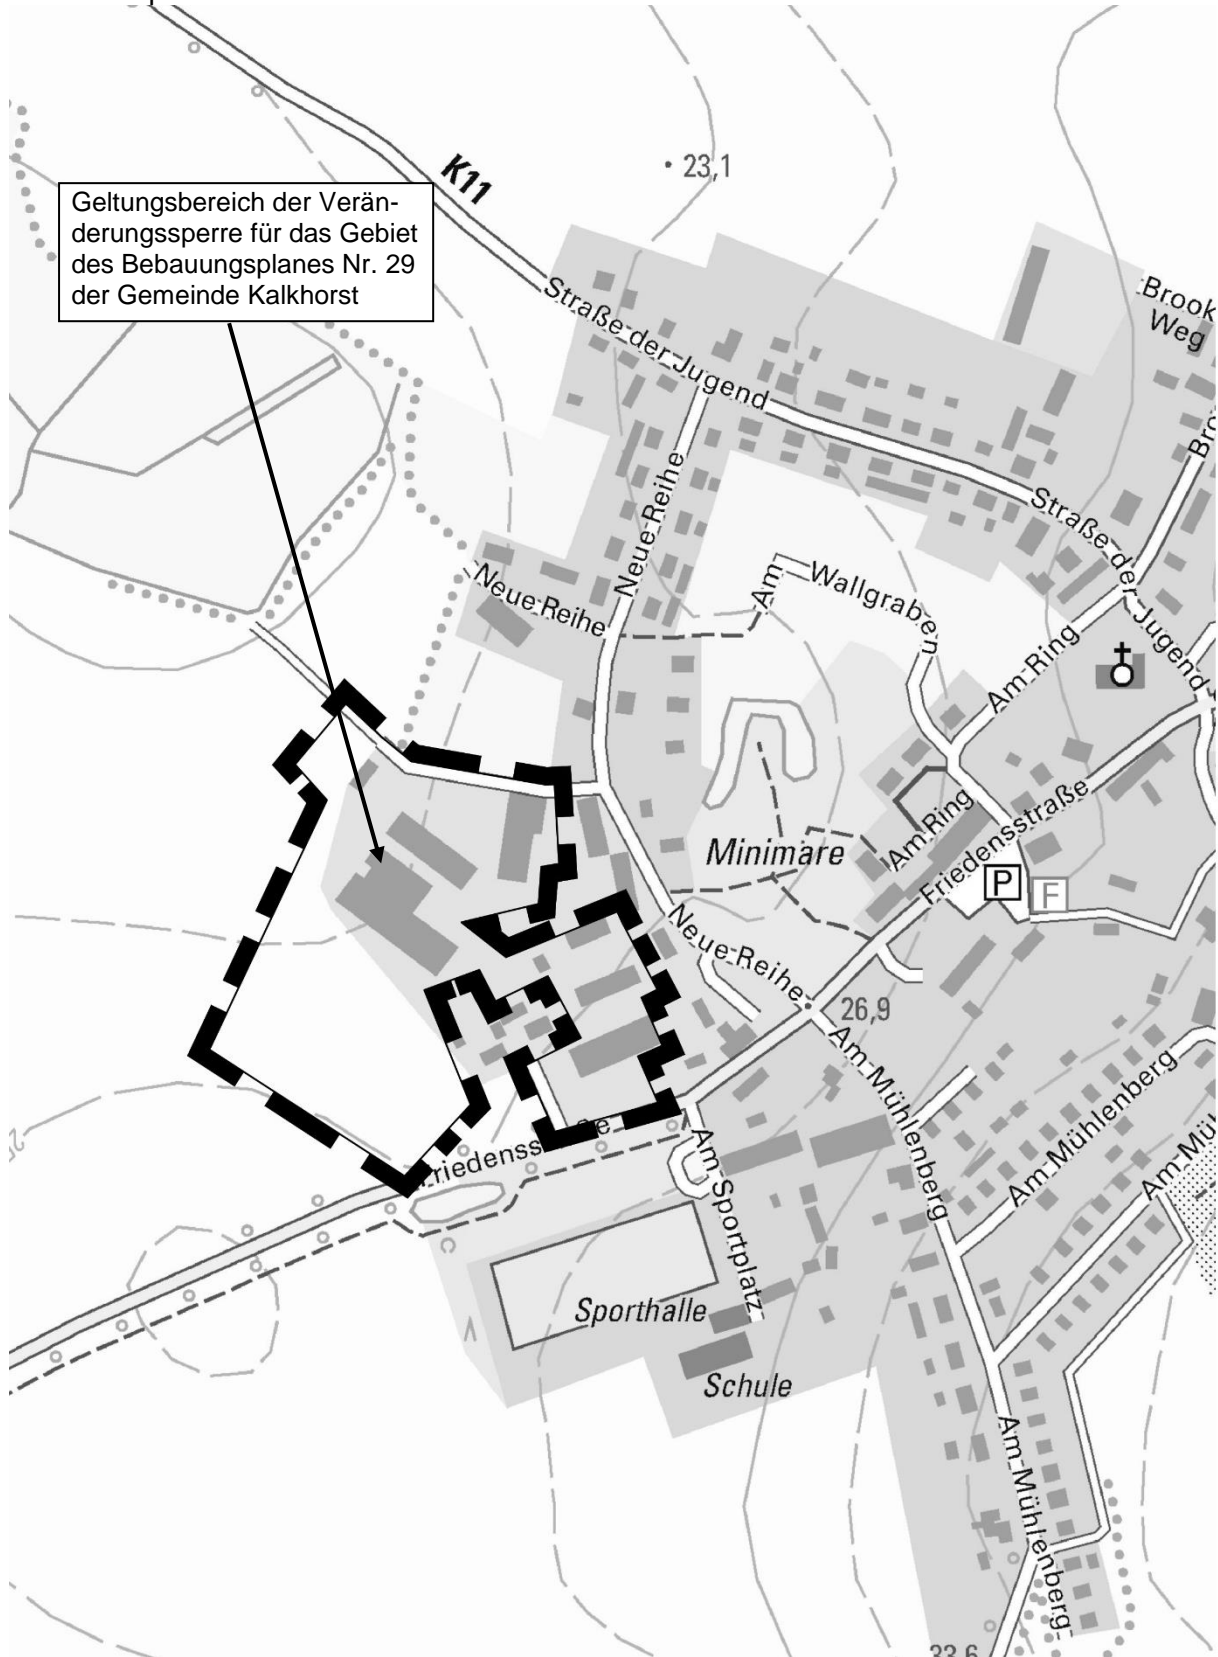 K11
23,1
Geltungsbereich der Verän-
derungssperre für das Gebiet
des Bebauungsplanes Nr. 29
der Gemeinde Kalkhorst
Brook
Weg
Straße der Jugend
Neue Reihe
Straße der Jugend
Neue Reihe
Am Wallgraben
Am Ring
Minimare
Am Ring
Friedensstraße
P
F
Neue Reihe
26,9
Am Mühlenberg
Am Mühlenberg
Am Sportplatz
Sporthalle
Schule
Am Mühlenberg
33,6